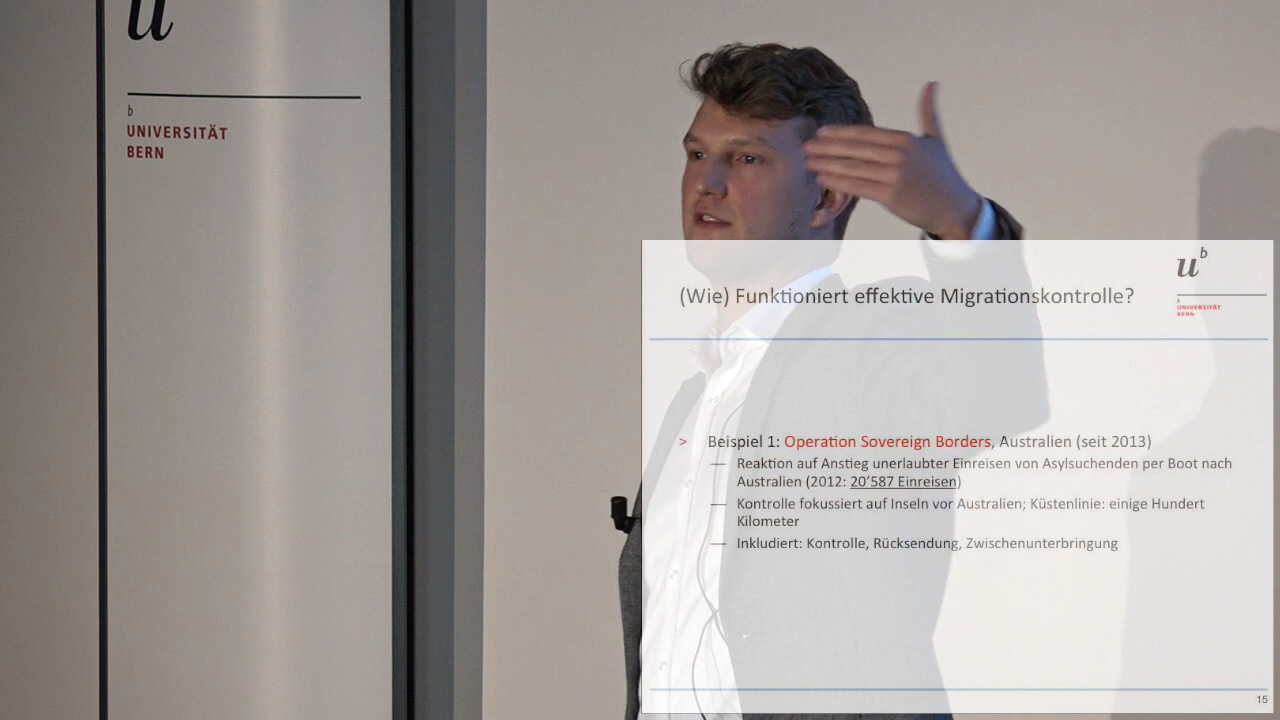 u
b
UNIVERSITÄT
BERN
(Wie) Funktioniert effektive Migrationskontrolle?
u b
b
UNIVERSITÄT
BERN
> Beispiel 1: Operation Sovereign Borders, Australien (seit 2013)
— Reaktion auf Anstieg unerlaubter Einreisen von Asylsuchenden per Boot nach
Australien (2012: 20’587 Einreisen)
— Kontrolle fokussiert auf Inseln vor Australien; Küstenlinie: einige Hundert
Kilometer
— Inkludiert: Kontrolle, Rücksendung, Zwischenunterbringung
15